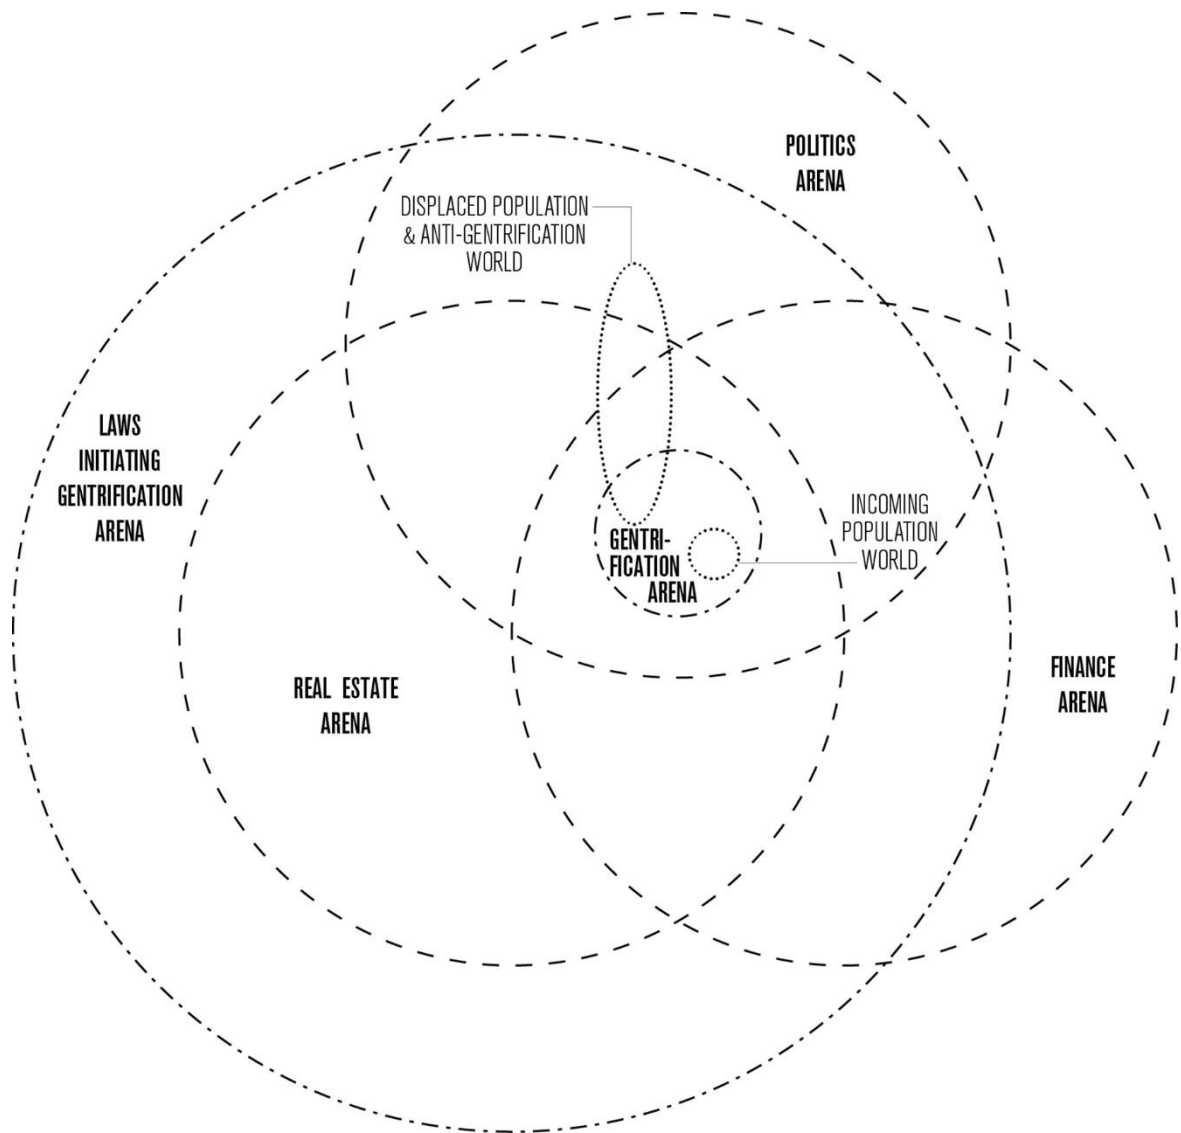 POLITICS
ARENA
DISPLACED POPULATION
& ANTI-GENTRIFICATION
WORLD
LAWS
INITIATING
GENTRIFICATION
ARENA
INCOMING
POPULATION
WORLD
GENTRI-
FICATION
ARENA
REAL ESTATE
ARENA
FINANCE
ARENA